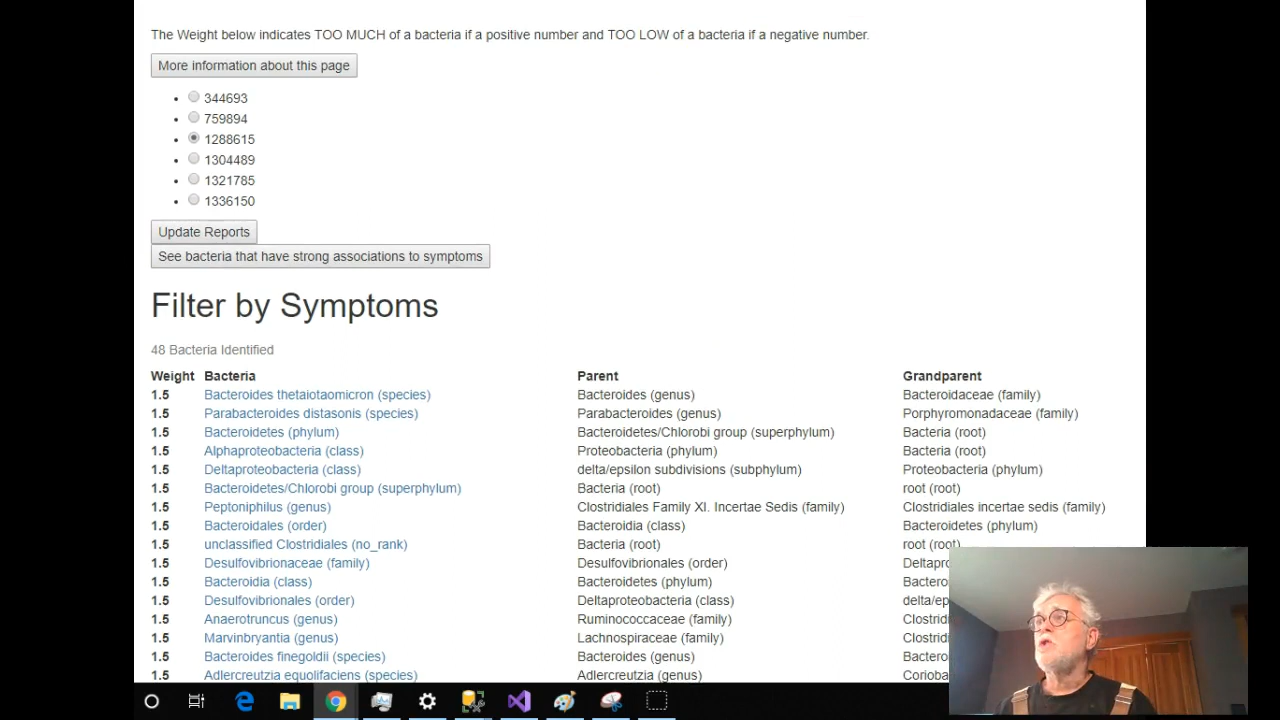 The Weight below indicates TOO MUCH of a bacteria if a positive number and TOO LOW of a bacteria if a negative number.
More information about this page
344693
759894
1288615
1304489
1321785
1336150
Update Reports
See bacteria that have strong associations to symptoms
Filter by Symptoms
48 Bacteria Identified
Weight Bacteria Parent Grandparent
1.5 Bacteroides thetaiotaomicron (species) Bacteroides (genus) Bacteroidaceae (family)
1.5 Parabacteroides distasonis (species) Parabacteroides (genus) Porphyromonadaceae (family)
1.5 Bacteroidetes (phylum) Bacteroidetes/Chlorobi group (superphylum) Bacteria (root)
1.5 Alphaproteobacteria (class) Proteobacteria (phylum) Bacteria (root)
1.5 Deltaproteobacteria (class) delta/epsilon subdivisions (subphylum) Proteobacteria (phylum)
1.5 Bacteroidetes/Chlorobi group (superphylum) Bacteria (root) root (root)
1.5 Peptoniphilus (genus) Clostridiales Family XI. Incertae Sedis (family) Clostridiales incertae sedis (family)
1.5 Bacteroidales (order) Bacteroidia (class) Bacteroidetes (phylum)
1.5 unclassified Clostridiales (no_rank) Bacteria (root) root (root)
1.5 Desulfovibrionaceae (family) Desulfovibrionales (order) Deltapro
1.5 Bacteroidia (class) Bacteroidetes (phylum) Bactero
1.5 Desulfovibrionales (order) Deltaproteobacteria (class) delta/ep
1.5 Anaerotruncus (genus) Ruminococcaceae (family) Clostridi
1.5 Marvinbryantia (genus) Lachnospiraceae (family) Clostridi
1.5 Bacteroides finegoldii (species) Bacteroides (genus) Bactero
1.5 Adlercreutzia equolifaciens (species) Adlercreutzia (genus) Corioba